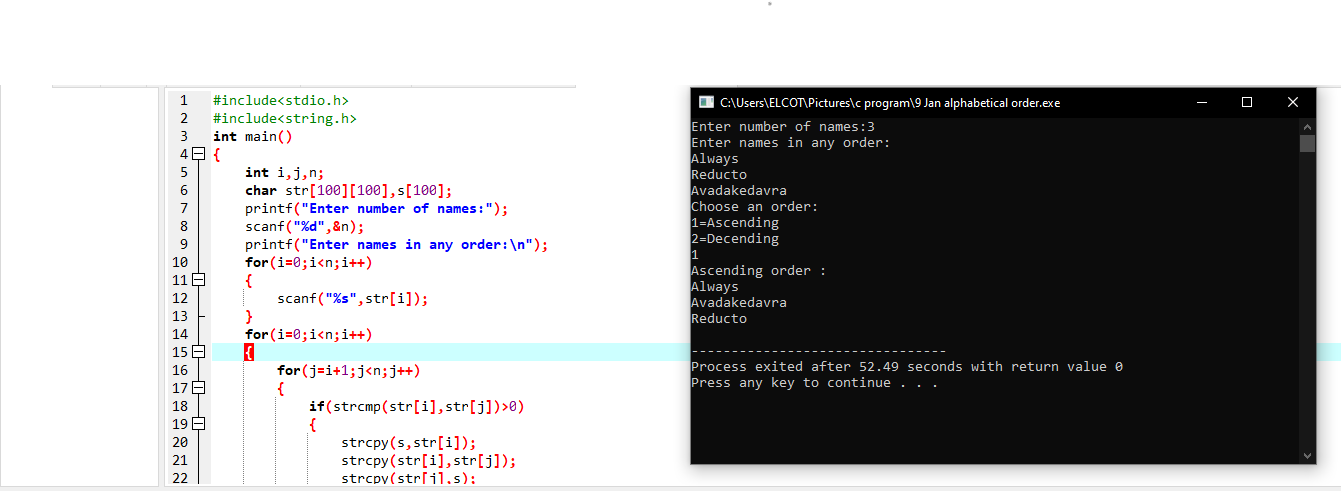 1 #include<stdio.h>
2 #include<string.h>
3 int main()
4 {
5 int i,j,n;
6 char str[100][100],s[100];
7 printf("Enter number of names:");
8 scanf("%d",&n);
9 printf("Enter names in any order:\n");
10 for(i=0;i<n;i++)
11 {
12 scanf("%s",str[i]);
13 }
14 for(i=0;i<n;i++)
15 {
16 for(j=i+1;j<n;j++)
17 {
18 if(strcmp(str[i],str[j])>0)
19 {
20 strcpy(s,str[i]);
21 strcpy(str[i],str[j]);
22 strcpy(str[j],s);
C:\Users\ELCOT\Pictures\c program\9 Jan alphabetical order.exe
Enter number of names:3
Enter names in any order:
Always
Reducto
Avadakedavra
Choose an order:
1=Ascending
2=Decending
1
Ascending order :
Always
Avadakedavra
Reducto
--------------------------------
Process exited after 52.49 seconds with return value 0
Press any key to continue . . .